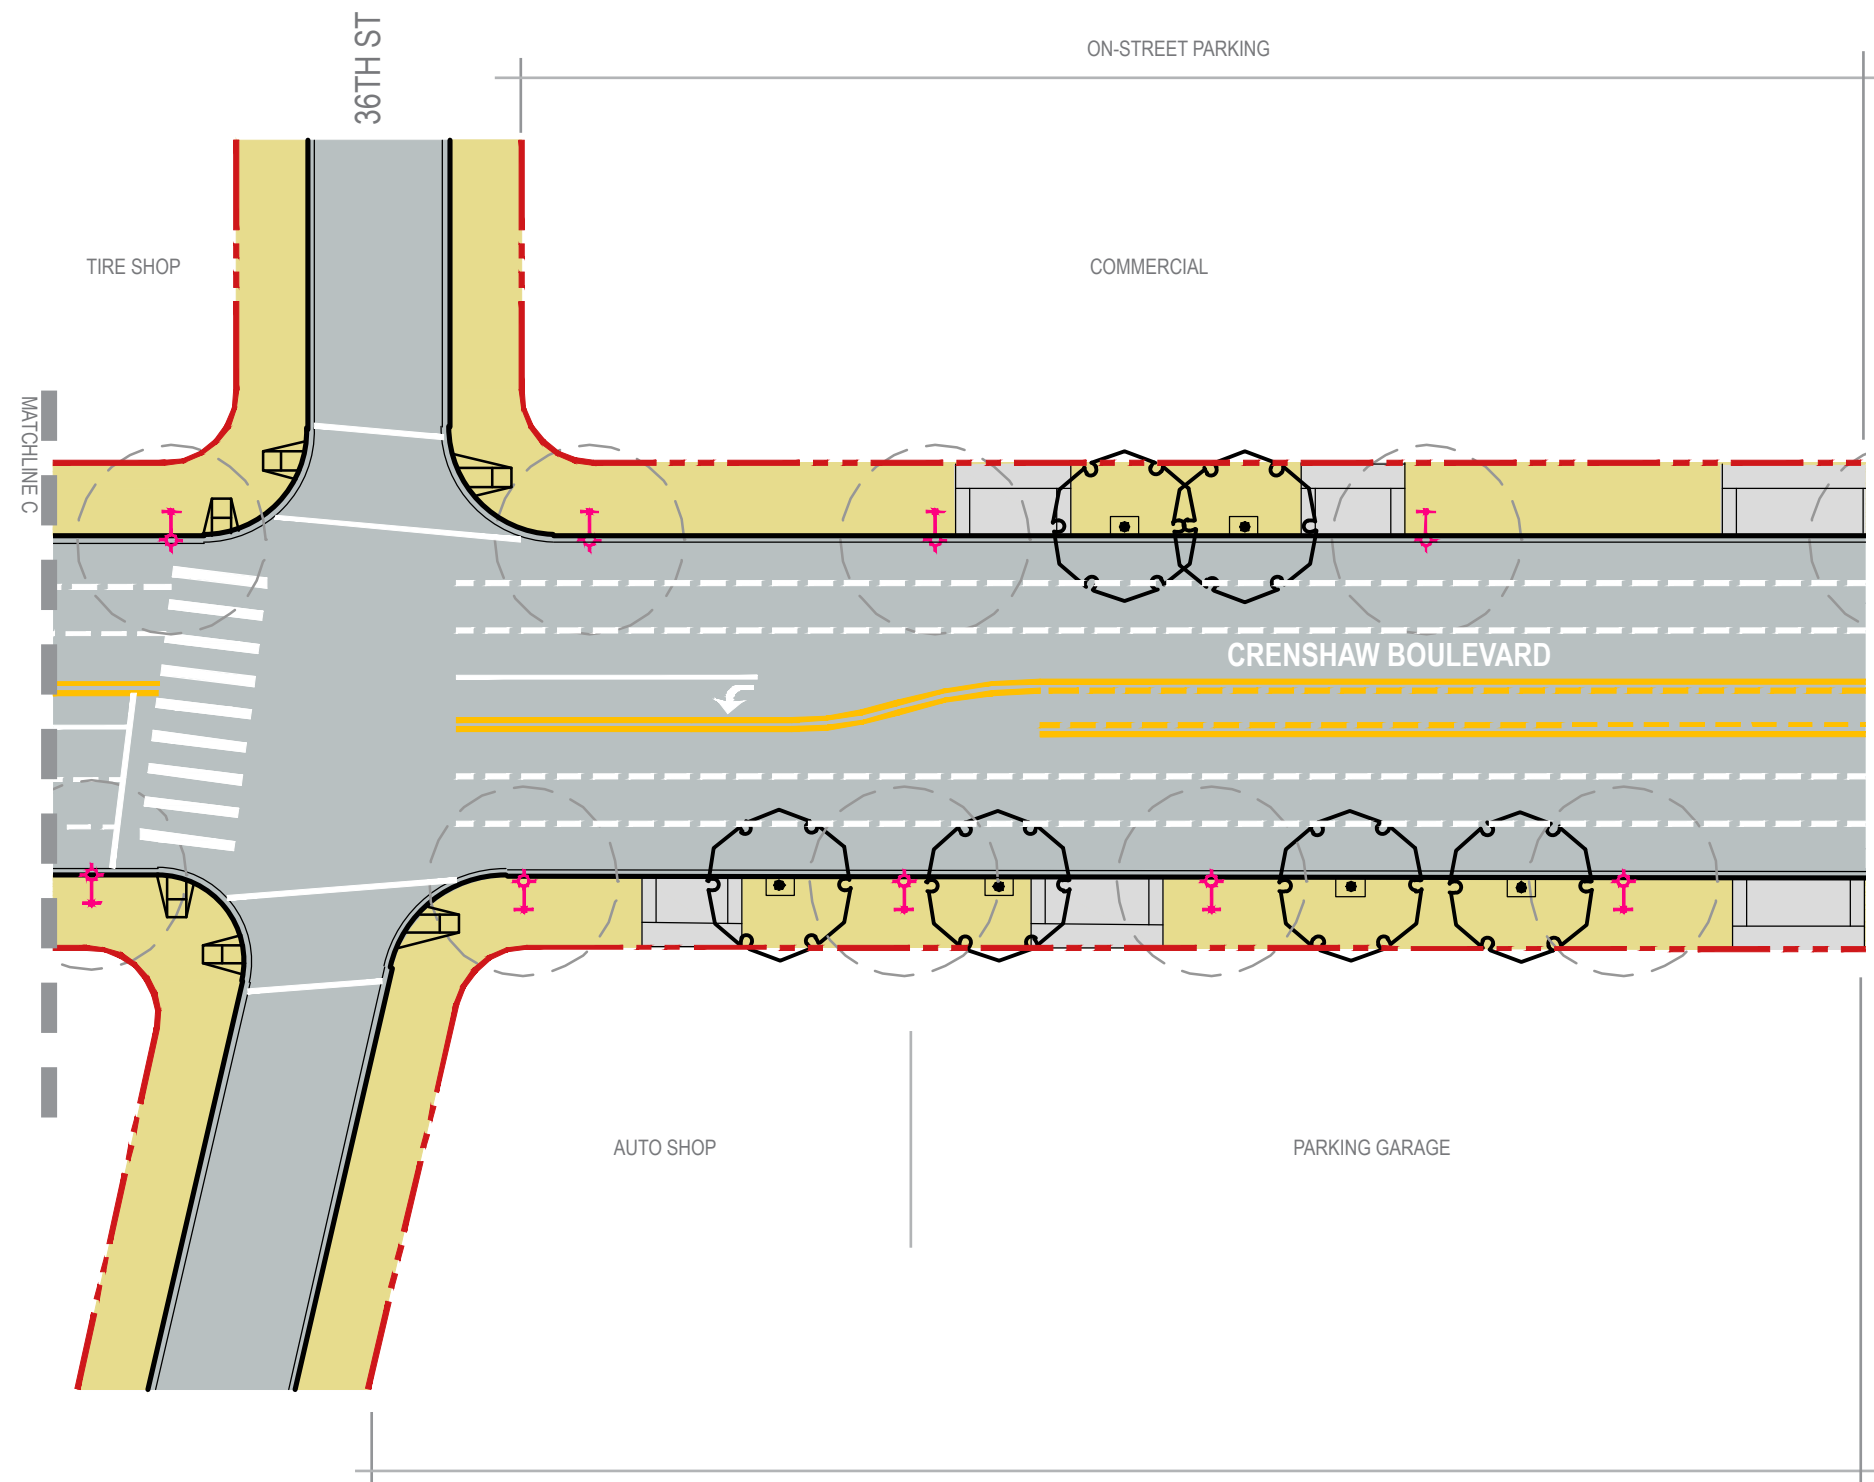 36TH ST
ON-STREET PARKING
TIRE SHOP
COMMERCIAL
MATCHLINE C
CRENSHAW BOULEVARD
AUTO SHOP
PARKING GARAGE